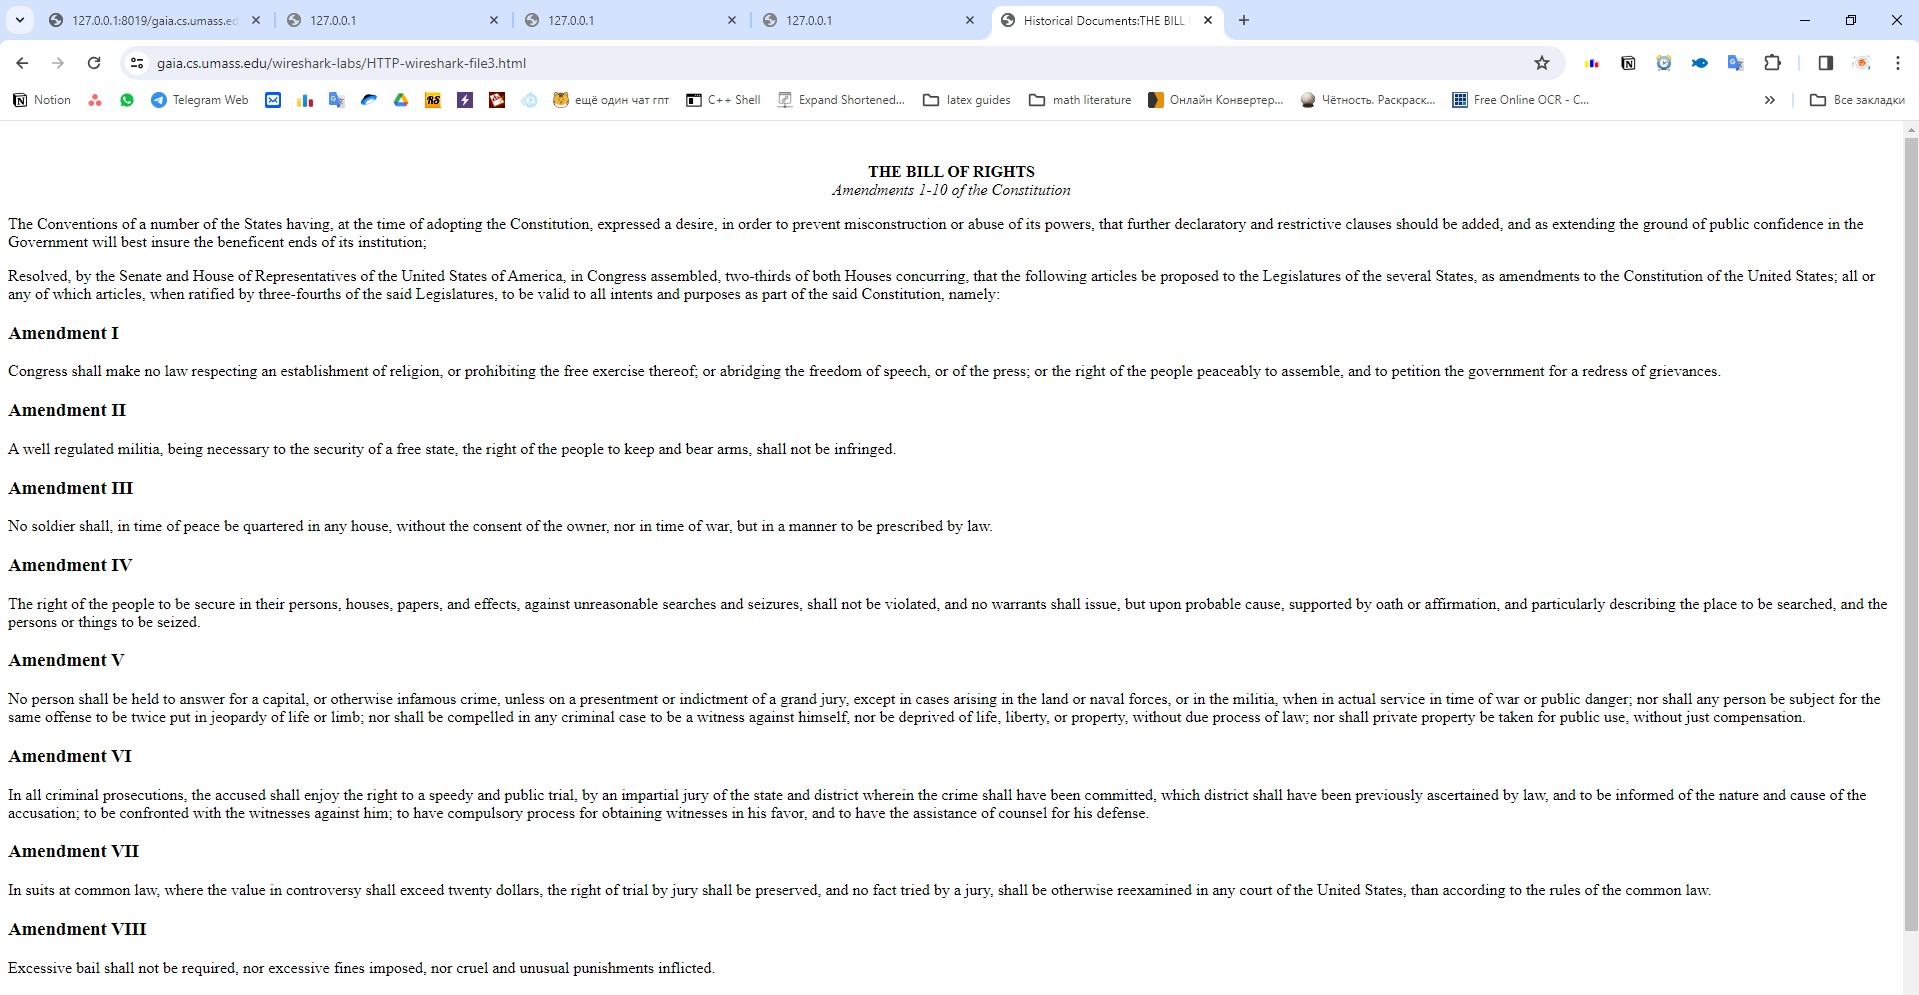 127.0.0.1:8019/gaia.cs.umass.ed
127.0.0.1
127.0.0.1
127.0.0.1
Historical Documents:THE BILL
gaia.cs.umass.edu/wireshark-labs/HTTP-wireshark-file3.html
Notion
Telegram Web
RS
ещё один чат гпт
C++ Shell
Expand Shortened...
latex guides
math literature
Онлайн Конвертер...
Чётность. Раскраск...
Free Online OCR - C...
Все закладки
THE BILL OF RIGHTS
Amendments 1-10 of the Constitution
The Conventions of a number of the States having, at the time of adopting the Constitution, expressed a desire, in order to prevent misconstruction or abuse of its powers, that further declaratory and restrictive clauses should be added, and as extending the ground of public confidence in the
Government will best insure the beneficent ends of its institution;
Resolved, by the Senate and House of Representatives of the United States of America, in Congress assembled, two-thirds of both Houses concurring, that the following articles be proposed to the Legislatures of the several States, as amendments to the Constitution of the United States; all or
any of which articles, when ratified by three-fourths of the said Legislatures, to be valid to all intents and purposes as part of the said Constitution, namely:
Amendment I
Congress shall make no law respecting an establishment of religion, or prohibiting the free exercise thereof; or abridging the freedom of speech, or of the press; or the right of the people peaceably to assemble, and to petition the government for a redress of grievances.
Amendment II
A well regulated militia, being necessary to the security of a free state, the right of the people to keep and bear arms, shall not be infringed.
Amendment III
No soldier shall, in time of peace be quartered in any house, without the consent of the owner, nor in time of war, but in a manner to be prescribed by law.
Amendment IV
The right of the people to be secure in their persons, houses, papers, and effects, against unreasonable searches and seizures, shall not be violated, and no warrants shall issue, but upon probable cause, supported by oath or affirmation, and particularly describing the place to be searched, and the
persons or things to be seized.
Amendment V
No person shall be held to answer for a capital, or otherwise infamous crime, unless on a presentment or indictment of a grand jury, except in cases arising in the land or naval forces, or in the militia, when in actual service in time of war or public danger; nor shall any person be subject for the
same offense to be twice put in jeopardy of life or limb; nor shall be compelled in any criminal case to be a witness against himself, nor be deprived of life, liberty, or property, without due process of law; nor shall private property be taken for public use, without just compensation.
Amendment VI
In all criminal prosecutions, the accused shall enjoy the right to a speedy and public trial, by an impartial jury of the state and district wherein the crime shall have been committed, which district shall have been previously ascertained by law, and to be informed of the nature and cause of the
accusation; to be confronted with the witnesses against him; to have compulsory process for obtaining witnesses in his favor, and to have the assistance of counsel for his defense.
Amendment VII
In suits at common law, where the value in controversy shall exceed twenty dollars, the right of trial by jury shall be preserved, and no fact tried by a jury, shall be otherwise reexamined in any court of the United States, than according to the rules of the common law.
Amendment VIII
Excessive bail shall not be required, nor excessive fines imposed, nor cruel and unusual punishments inflicted.